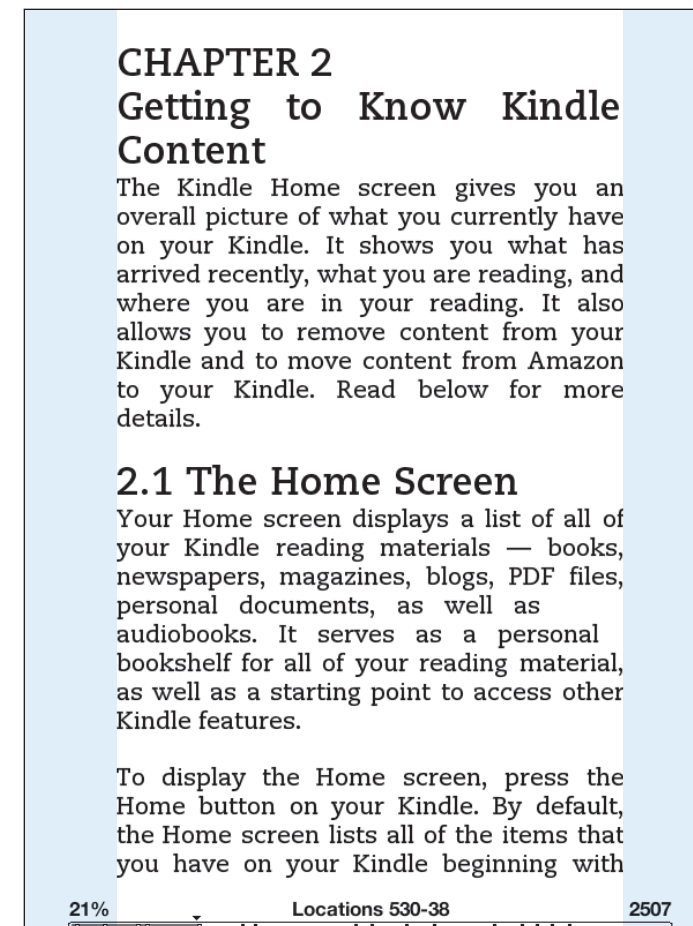 CHAPTER 2
Getting to Know Kindle
Content
The Kindle Home screen gives you an
overall picture of what you currently have
on your Kindle. It shows you what has
arrived recently, what you are reading, and
where you are in your reading. It also
allows you to remove content from your
Kindle and to move content from Amazon
to your Kindle. Read below for more
details.
2.1 The Home Screen
Your Home screen displays a list of all of
your Kindle reading materials — books,
newspapers, magazines, blogs, PDF files,
personal documents, as well as
audiobooks. It serves as a personal
bookshelf for all of your reading material,
as well as a starting point to access other
Kindle features.
To display the Home screen, press the
Home button on your Kindle. By default,
the Home screen lists all of the items that
you have on your Kindle beginning with
21% Locations 530-38 2507